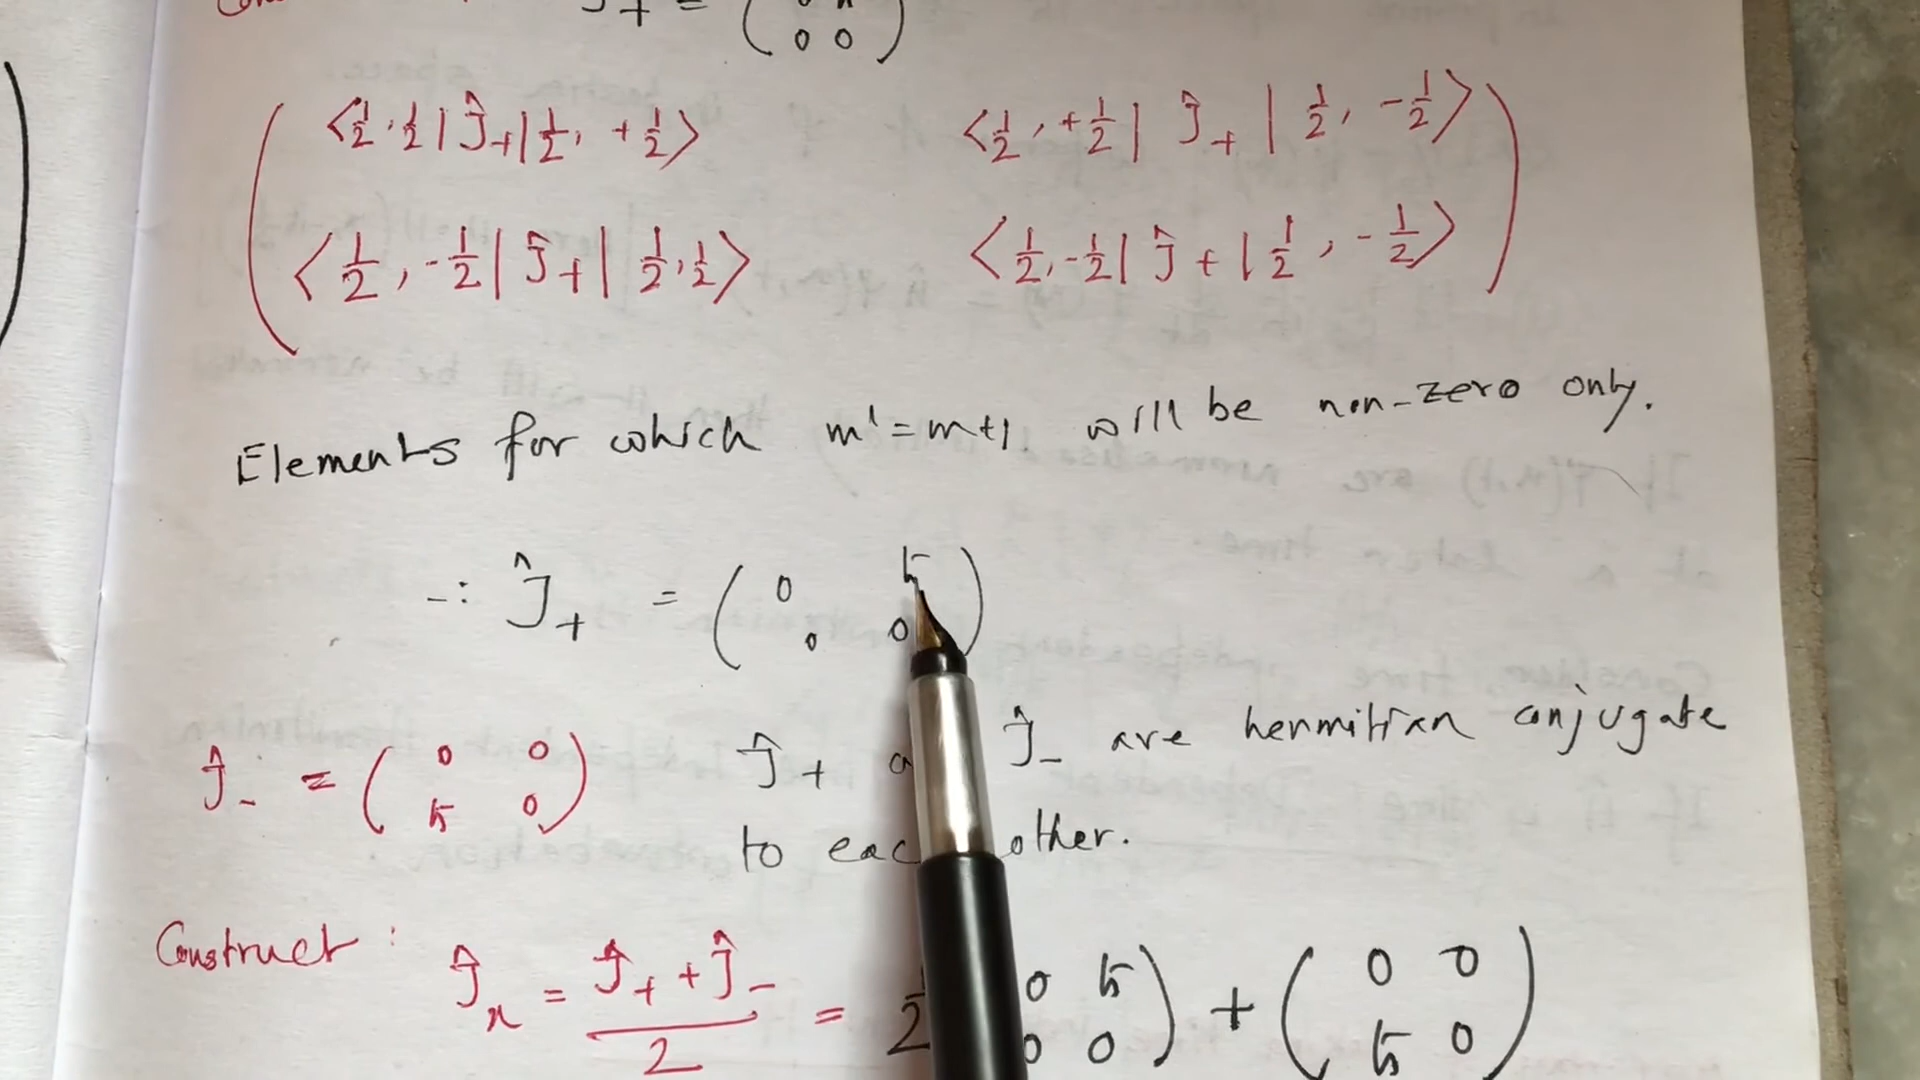 Ĵ+ = ( 0 ħ
0 0 )
( ⟨1/2, 1/2| Ĵ+ |1/2, +1/2⟩ ⟨1/2, +1/2| Ĵ+ |1/2, -1/2⟩
⟨1/2, -1/2| Ĵ+ |1/2, 1/2⟩ ⟨1/2, -1/2| Ĵ+ |1/2, -1/2⟩ )
Elements for which m' = m+1. will be non-zero only.
∴ Ĵ+ = ( 0 ħ
0 0 )
Ĵ- = ( 0 0
ħ 0 ) Ĵ+ Ĵ- are hermitian conjugate
to each other.
Construct : Ĵx = (Ĵ+ + Ĵ-)/2 = 1/2 ( 0 ħ
0 0 ) + ( 0 0
ħ 0 )